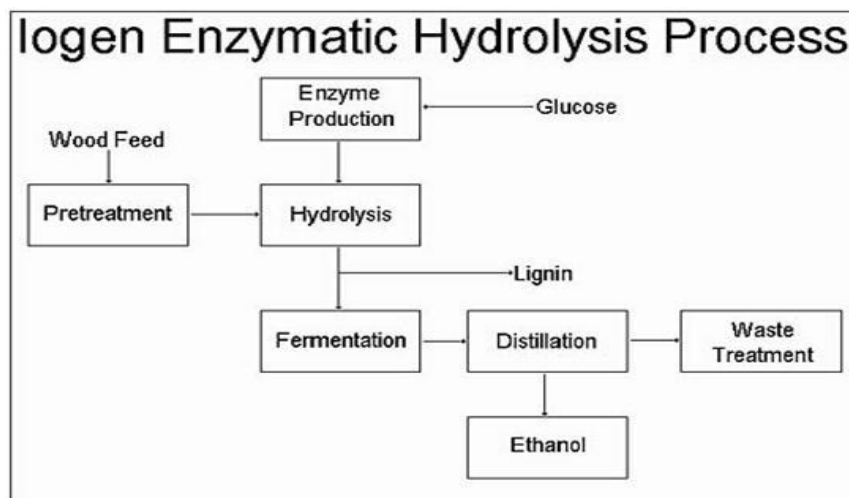 Iogen Enzymatic Hydrolysis Process
Enzyme
Production
Glucose
Wood Feed
Pretreatment
Hydrolysis
Lignin
Fermentation
Distillation
Waste
Treatment
Ethanol